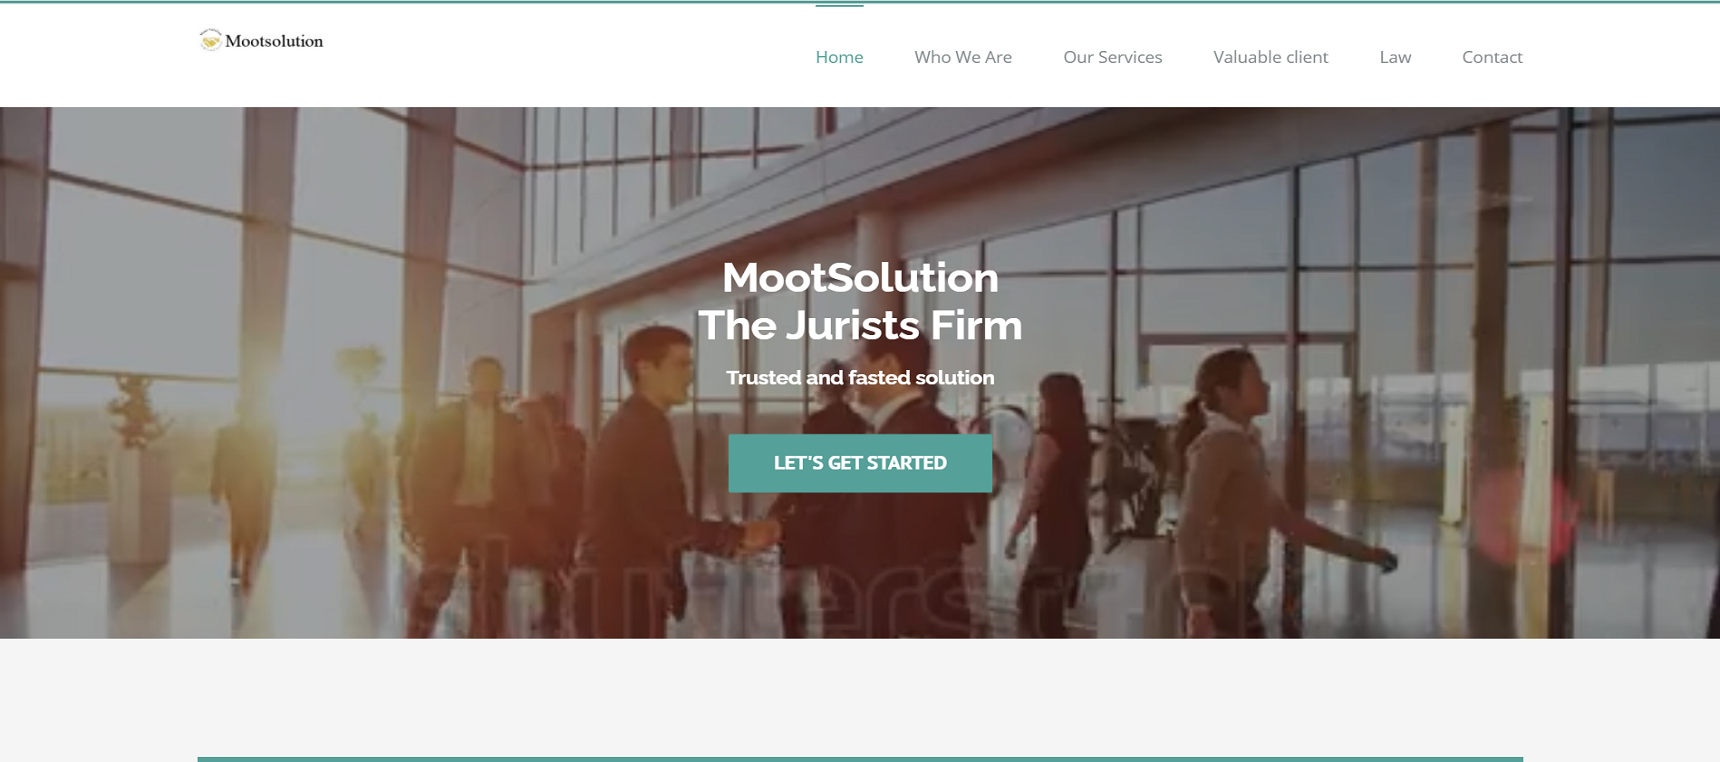 Mootsolution
Home Who We Are Our Services Valuable client Law Contact
MootSolution
The Jurists Firm
Trusted and fasted solution
LET'S GET STARTED
shutterstock